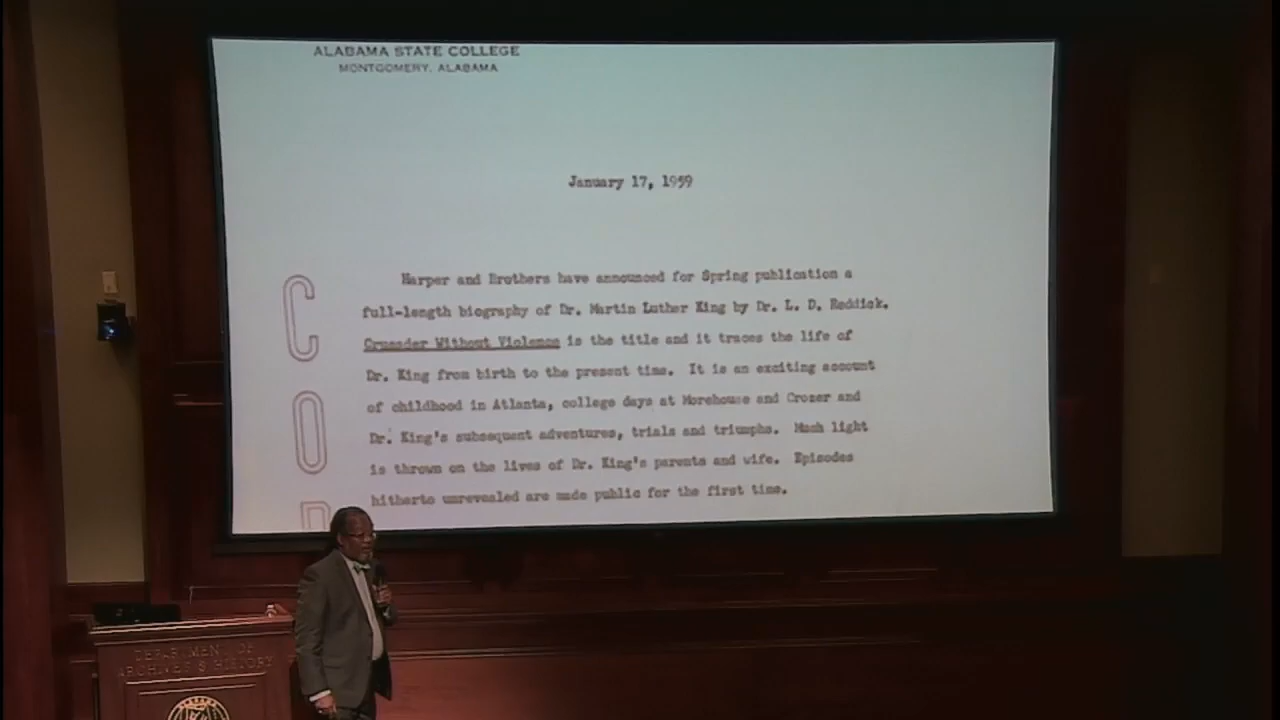 ALABAMA STATE COLLEGE
MONTGOMERY, ALABAMA
January 17, 1959
Harper and Brothers have announced for Spring publication a
full-length biography of Dr. Martin Luther King by Dr. L. D. Reddick.
Crusader Without Violence is the title and it traces the life of
Dr. King from birth to the present time. It is an exciting account
of childhood in Atlanta, college days at Morehouse and Crozer and
Dr. King's subsequent adventures, trials and triumphs. Much light
is thrown on the lives of Dr. King's parents and wife. Episodes
hitherto unrevealed are made public for the first time.
C
O
P
DEPARTMENT OF
ARCHIVES & HISTORY
ALABAMA